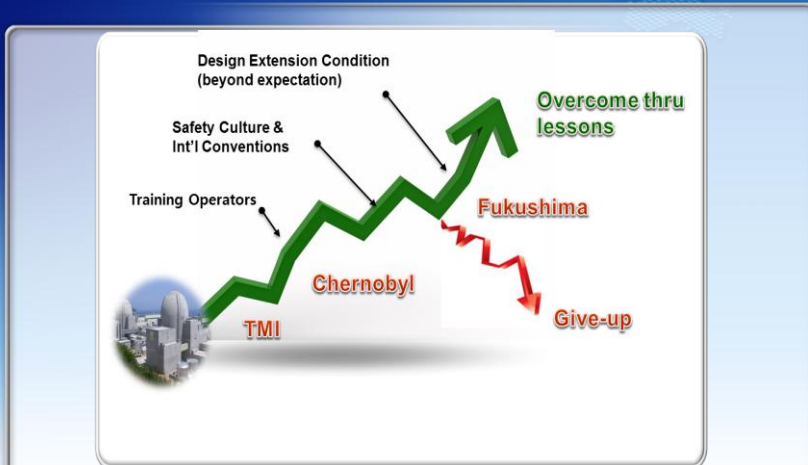 Design Extension Condition
(beyond expectation)
Overcome thru
lessons
Safety Culture &
Int'l Conventions
Training Operators
Fukushima
Chernobyl
Give-up
TMI